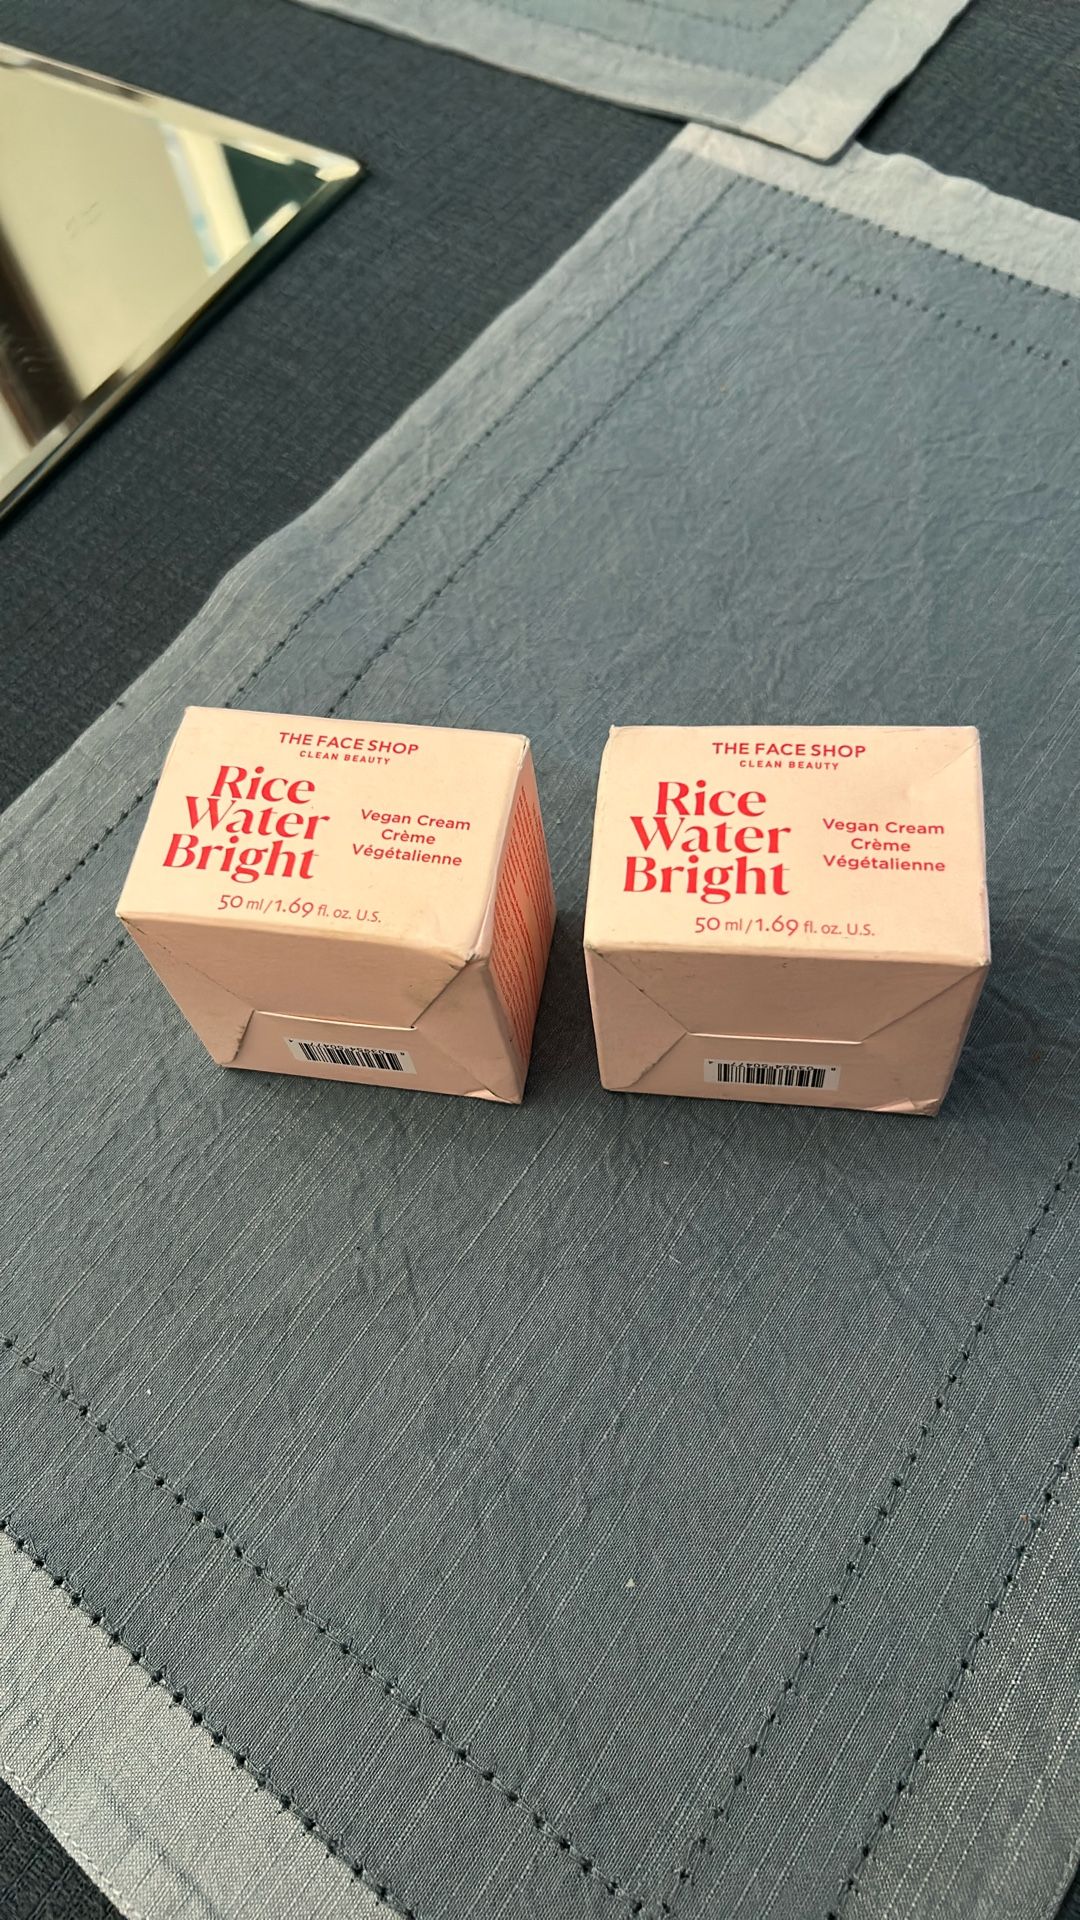 THE FACE SHOP
CLEAN BEAUTY
Rice
Water
Bright
Vegan Cream
Crème
Végétalienne
50 ml/1.69 fl. oz. U.S.
THE FACE SHOP
CLEAN BEAUTY
Rice
Water
Bright
Vegan Cream
Crème
Végétalienne
50 ml/1.69 fl. oz. U.S.